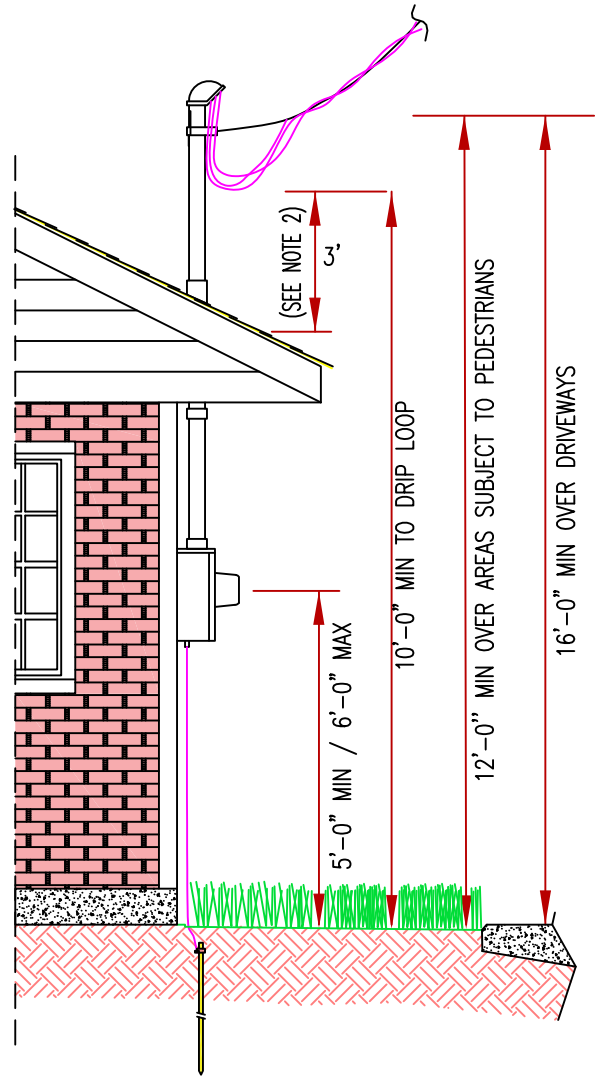 (SEE NOTE 2)
3'
5'-0" MIN / 6'-0" MAX
10'-0" MIN TO DRIP LOOP
12'-0" MIN OVER AREAS SUBJECT TO PEDESTRIANS
16'-0" MIN OVER DRIVEWAYS